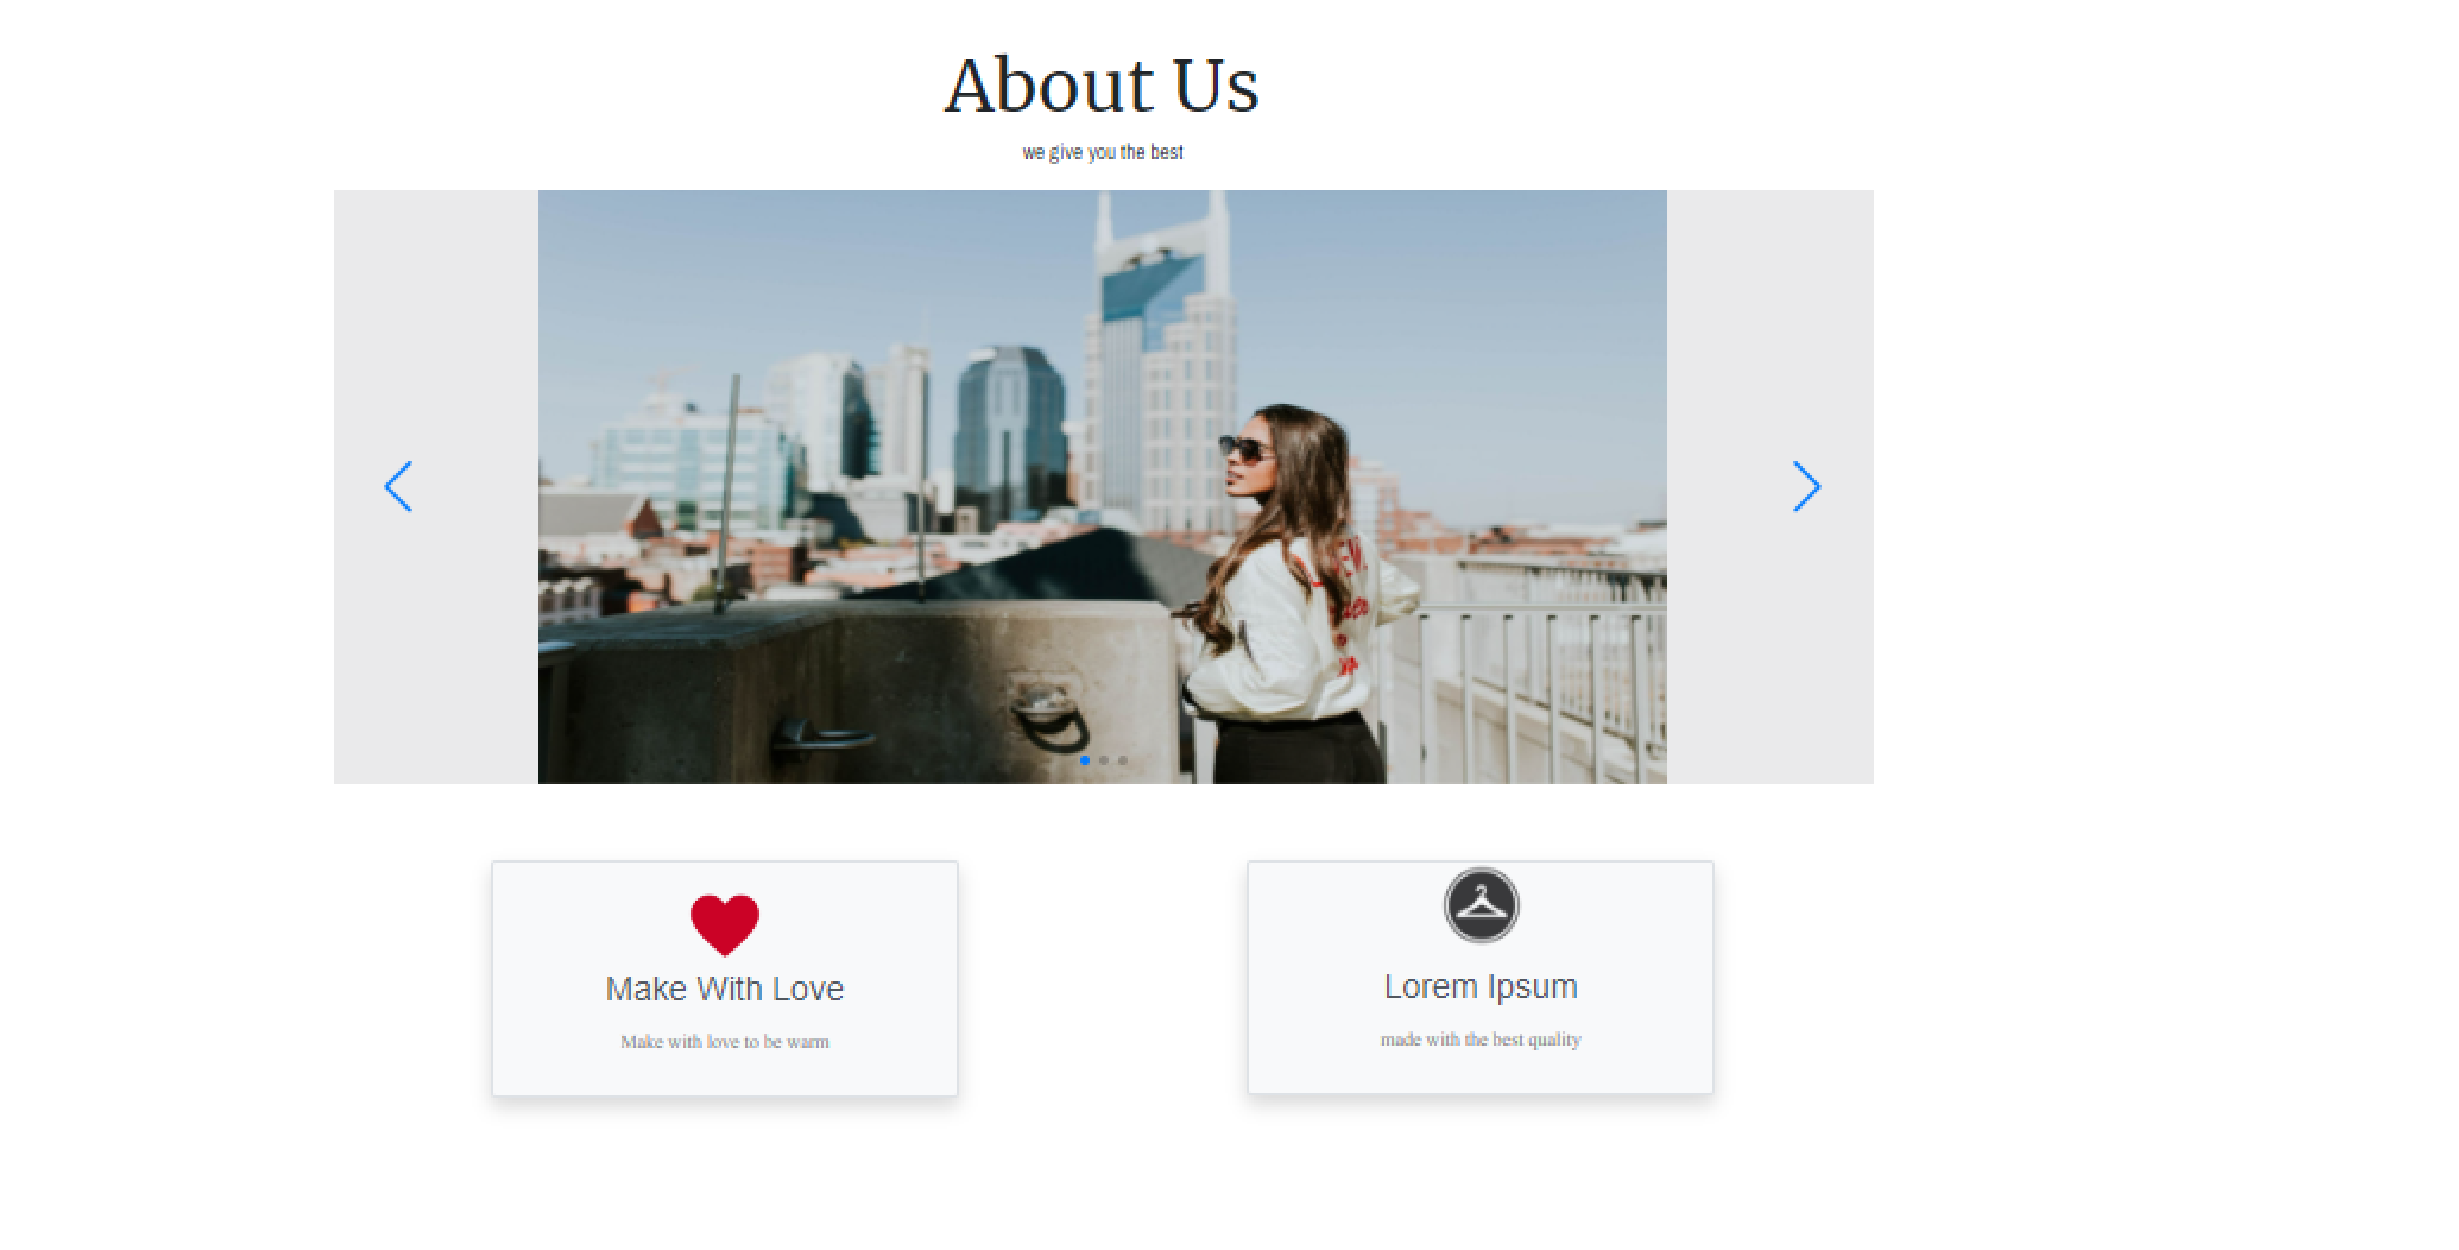 About Us
we give you the best
Make With Love
Make with love to be warm
Lorem Ipsum
made with the best quality